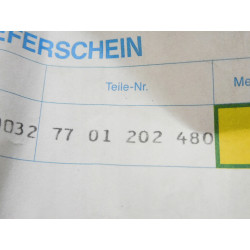 EFERSCHEIN
Teile-Nr. Me
0032 77 01 202 480